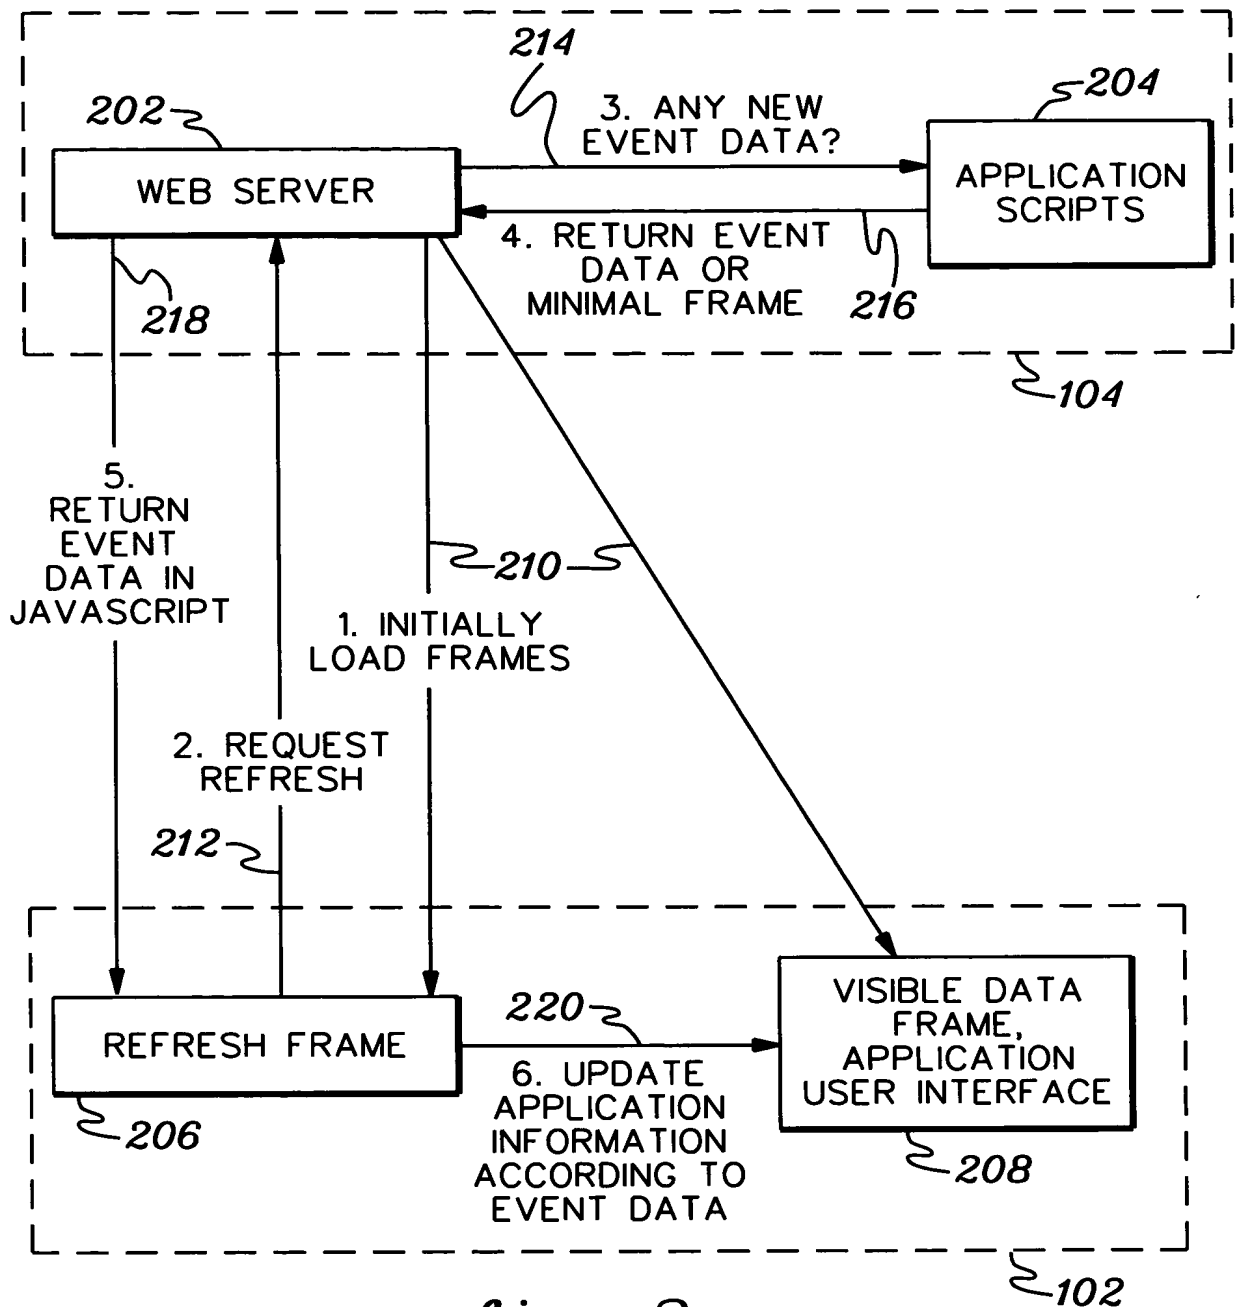 214
202
3. ANY NEW
EVENT DATA?
204
WEB SERVER
APPLICATION
SCRIPTS
4. RETURN EVENT
DATA OR
MINIMAL FRAME
216
218
104
5.
RETURN
EVENT
DATA IN
JAVASCRIPT
210
1. INITIALLY
LOAD FRAMES
2. REQUEST
REFRESH
212
REFRESH FRAME
206
220
6. UPDATE
APPLICATION
INFORMATION
ACCORDING TO
EVENT DATA
VISIBLE DATA
FRAME,
APPLICATION
USER INTERFACE
208
102